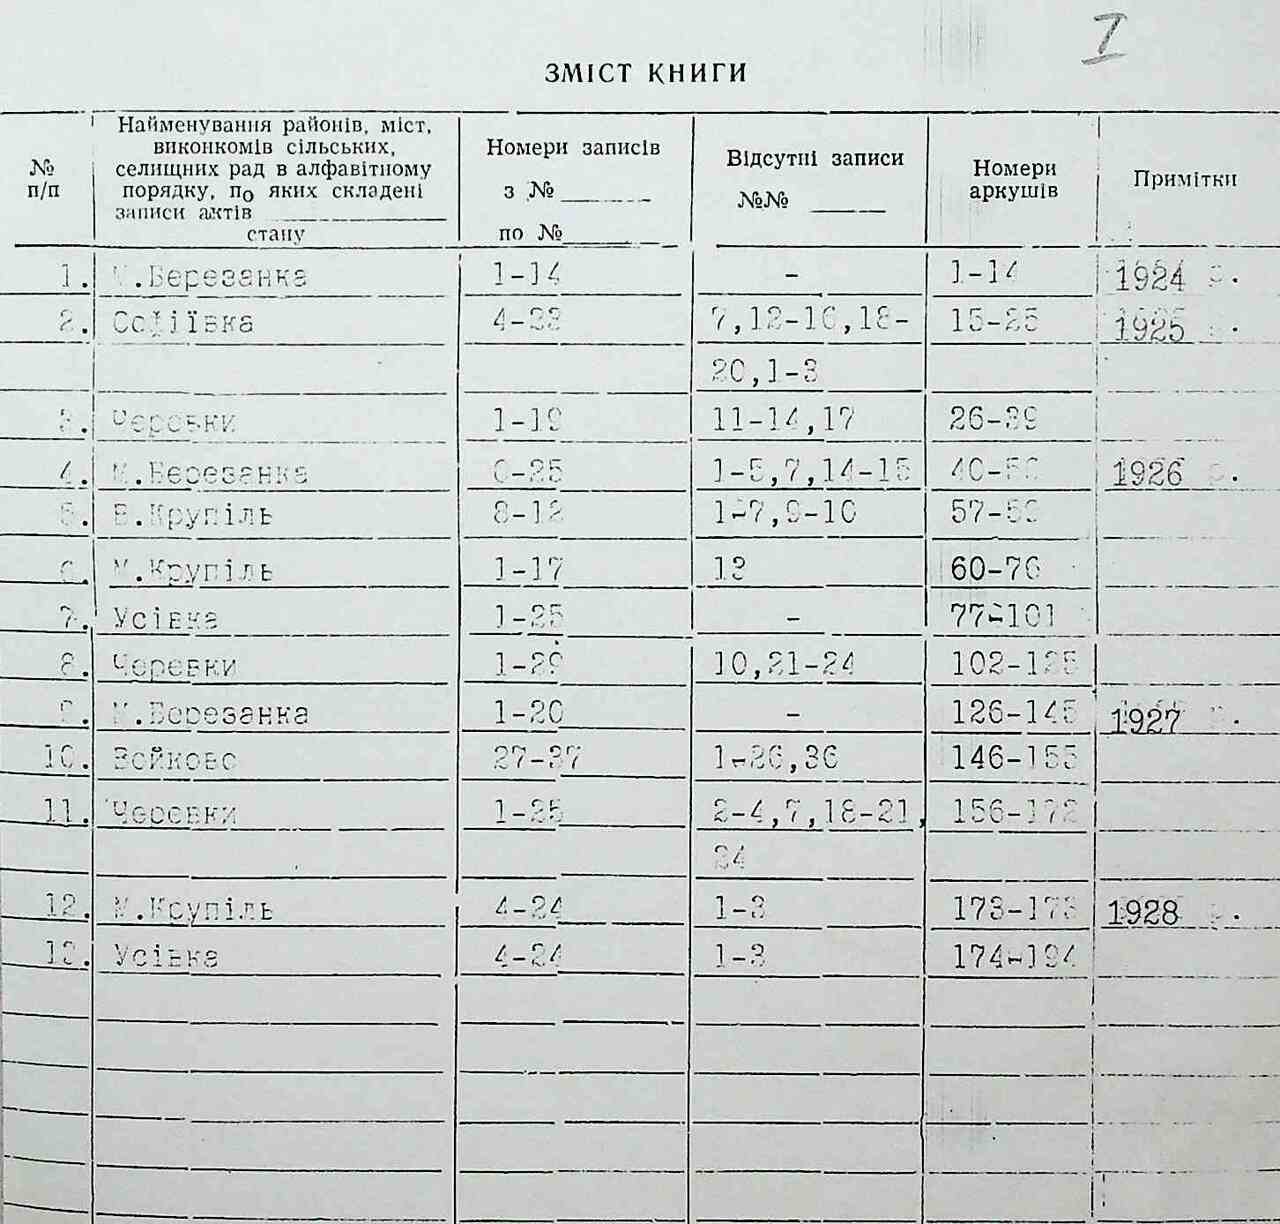 I
ЗМІСТ КНИГИ
№ п/п
Найменування районів, міст,
виконкомів сільських,
селищних рад в алфавітному
порядку, по яких складені
записи актів
стану
Номери записів
з №
по №
Відсутні записи
№№
Номери
аркушів
Примітки
1. М.Березанка 1-14 - 1-14 1924 р.
2. Софіївка 4-23 7,12-16,18- 15-25 1925 р.
20,1-3
3. Черевки 1-19 11-14,17 26-39
4. М.Березанка 6-25 1-5,7,14-15 40-56 1926 р.
5. В.Крупіль 8-12 1-7,9-10 57-59
6. М.Крупіль 1-17 12 60-76
7. Усівка 1-25 - 77-101
8. Черевки 1-29 10,21-24 102-125
9. М.Березанка 1-20 - 126-145 1927 р.
10. Войкове 27-37 1-26,36 146-155
11. Черевки 1-25 2-4,7,18-21, 156-172
24
12. М.Крупіль 4-24 1-3 173-173 1928 р.
13. Усівка 4-24 1-3 174-194